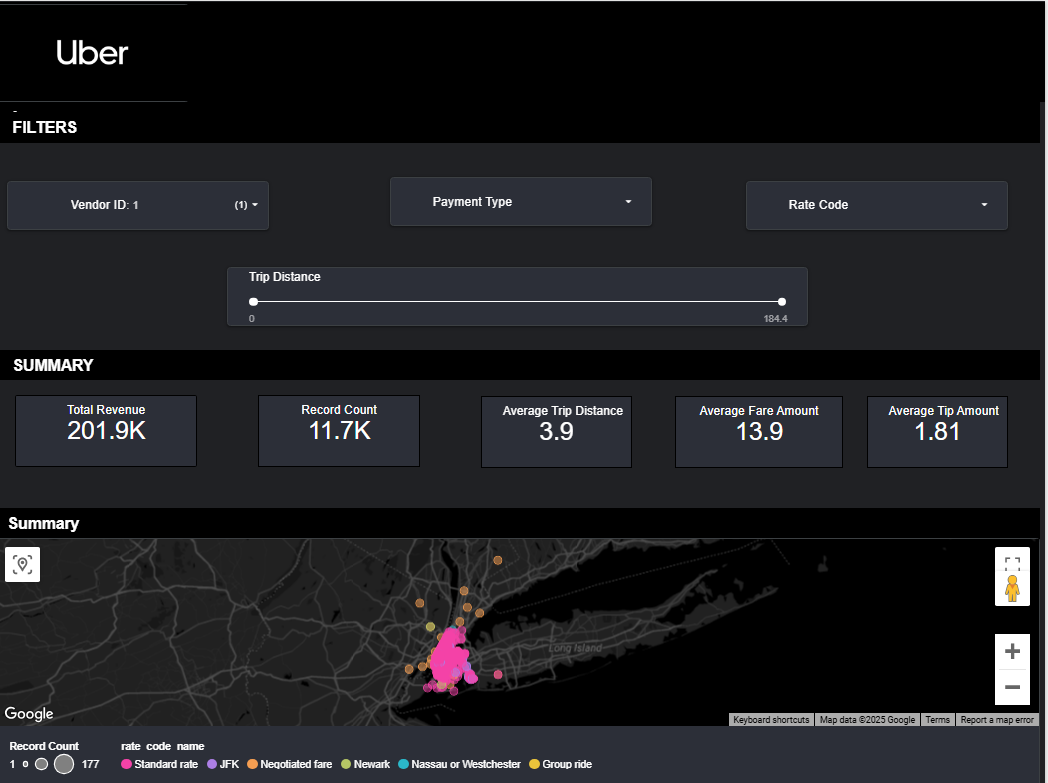 Uber
-
FILTERS
Vendor ID: 1 (1)
Payment Type
Rate Code
Trip Distance
0 184.4
SUMMARY
Total Revenue
201.9K
Record Count
11.7K
Average Trip Distance
3.9
Average Fare Amount
13.9
Average Tip Amount
1.81
Summary
Long Island
Google
Keyboard shortcuts Map data ©2025 Google Terms Report a map error
Record Count
1 177
rate_code_name
Standard rate JFK Negotiated fare Newark Nassau or Westchester Group ride